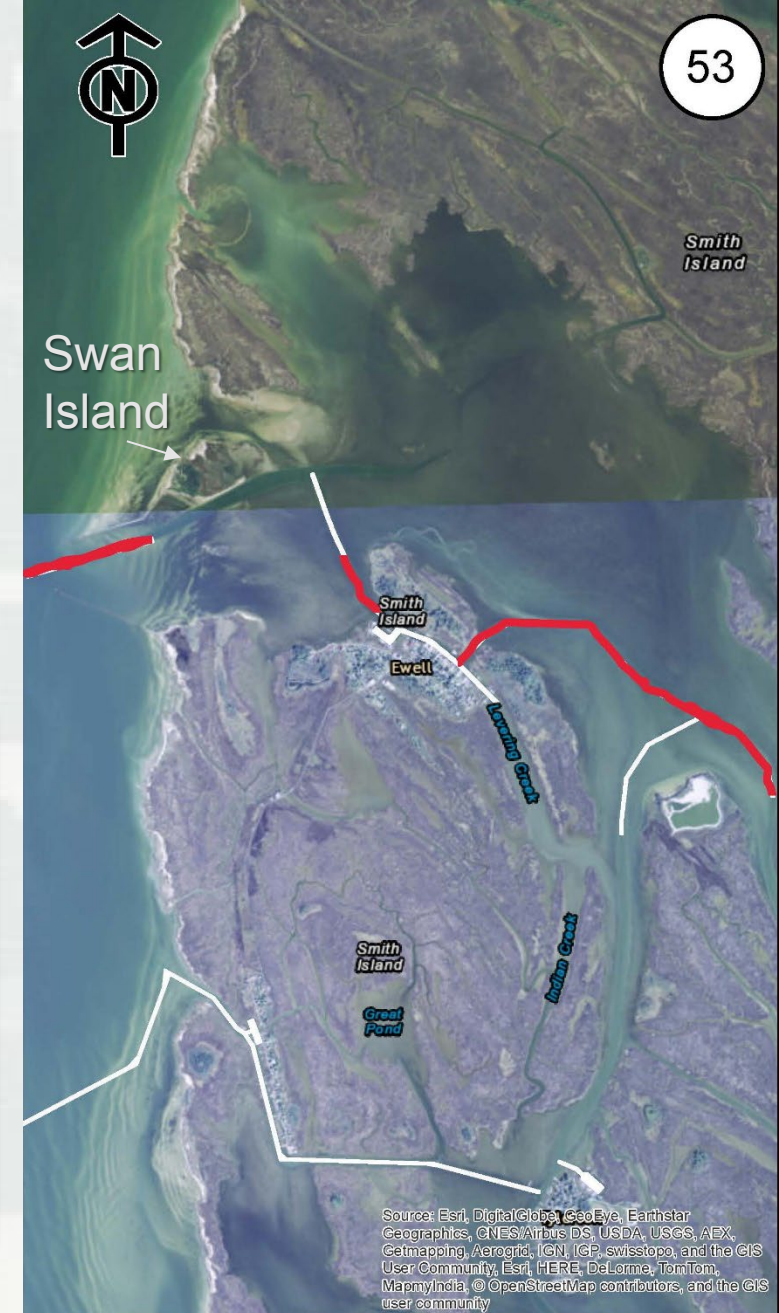 N
53
Smith
Island
Swan
Island
Smith
Island
Ewell
Levering Creek
Smith
Island
Indian Creek
Great
Pond
Source: Esri, DigitalGlobe, GeoEye, Earthstar
Geographics, CNES/Airbus DS, USDA, USGS, AEX,
Getmapping, Aerogrid, IGN, IGP, swisstopo, and the GIS
User Community, Esri, HERE, DeLorme, TomTom,
MapmyIndia, © OpenStreetMap contributors, and the GIS
user community